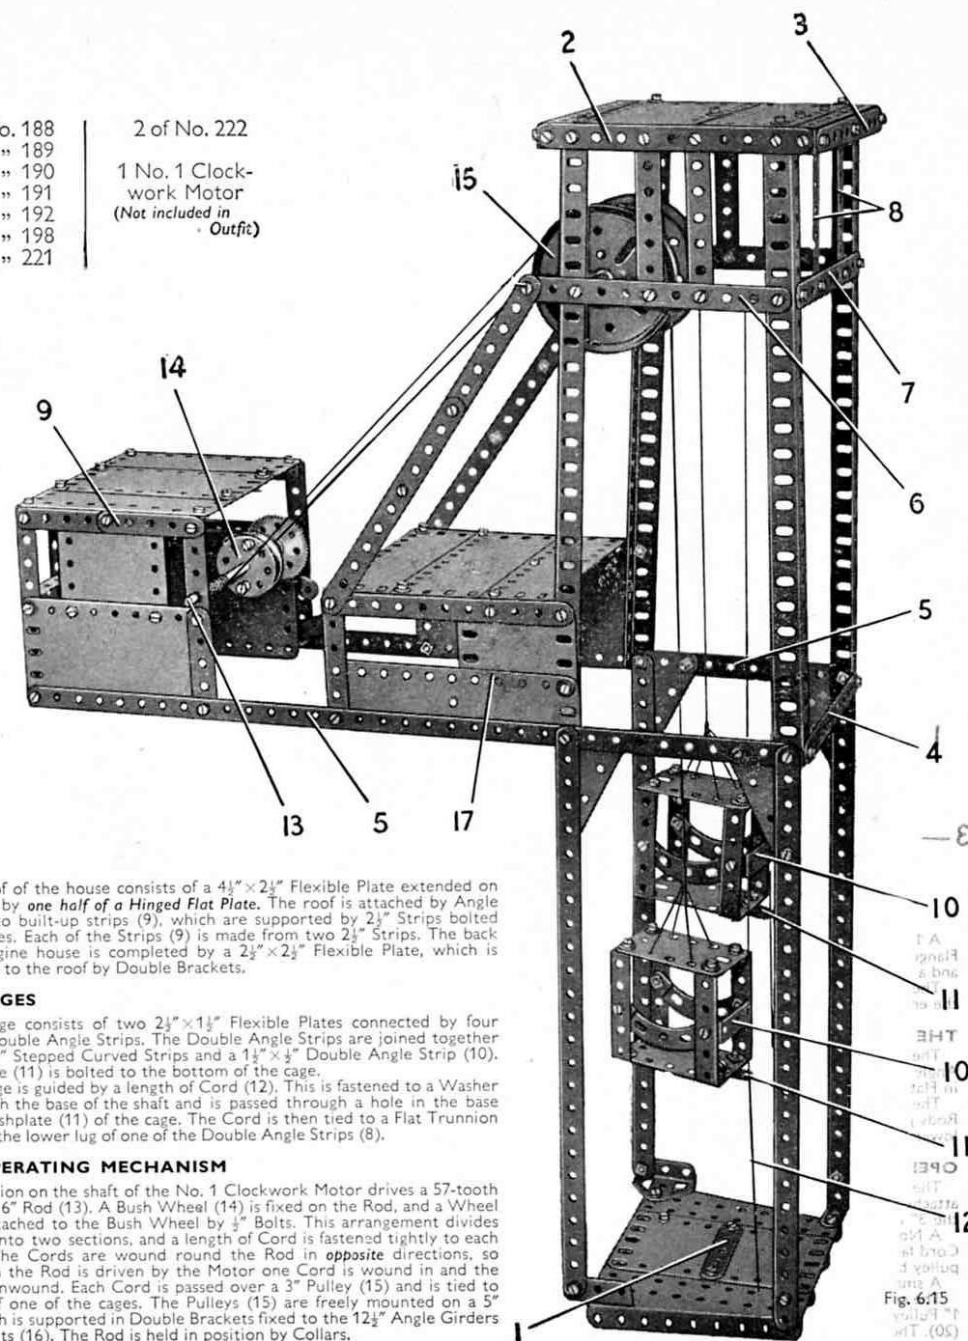 2
3
o. 188
„ 189
„ 190
„ 191
„ 192
„ 198
„ 221
2 of No. 222
1 No. 1 Clock-
work Motor
(Not included in
Outfit)
15
8
14
7
9
6
5
4
13
5
17
f of the house consists of a 4½″×2½″ Flexible Plate extended on
by one half of a Hinged Flat Plate. The roof is attached by Angle
o built-up strips (9), which are supported by 2½″ Strips bolted
es. Each of the Strips (9) is made from two 2½″ Strips. The back
gine house is completed by a 2½″×2½″ Flexible Plate, which is
to the roof by Double Brackets.
GES
ge consists of two 2½″×1½″ Flexible Plates connected by four
ouble Angle Strips. The Double Angle Strips are joined together
″ Stepped Curved Strips and a 1½″×½″ Double Angle Strip (10).
e (11) is bolted to the bottom of the cage.
ge is guided by a length of Cord (12). This is fastened to a Washer
h the base of the shaft and is passed through a hole in the base
shplate (11) of the cage. The Cord is then tied to a Flat Trunnion
the lower lug of one of the Double Angle Strips (8).
PERATING MECHANISM
ion on the shaft of the No. 1 Clockwork Motor drives a 57-tooth
6″ Rod (13). A Bush Wheel (14) is fixed on the Rod, and a Wheel
tached to the Bush Wheel by ½″ Bolts. This arrangement divides
nto two sections, and a length of Cord is fastened tightly to each
he Cords are wound round the Rod in opposite directions, so
n the Rod is driven by the Motor one Cord is wound in and the
nwound. Each Cord is passed over a 3″ Pulley (15) and is tied to
f one of the cages. The Pulleys (15) are freely mounted on a 5″
h is supported in Double Brackets fixed to the 12½″ Angle Girders
ts (16). The Rod is held in position by Collars.
10
11
10
11
12
1
Fig. 6.15